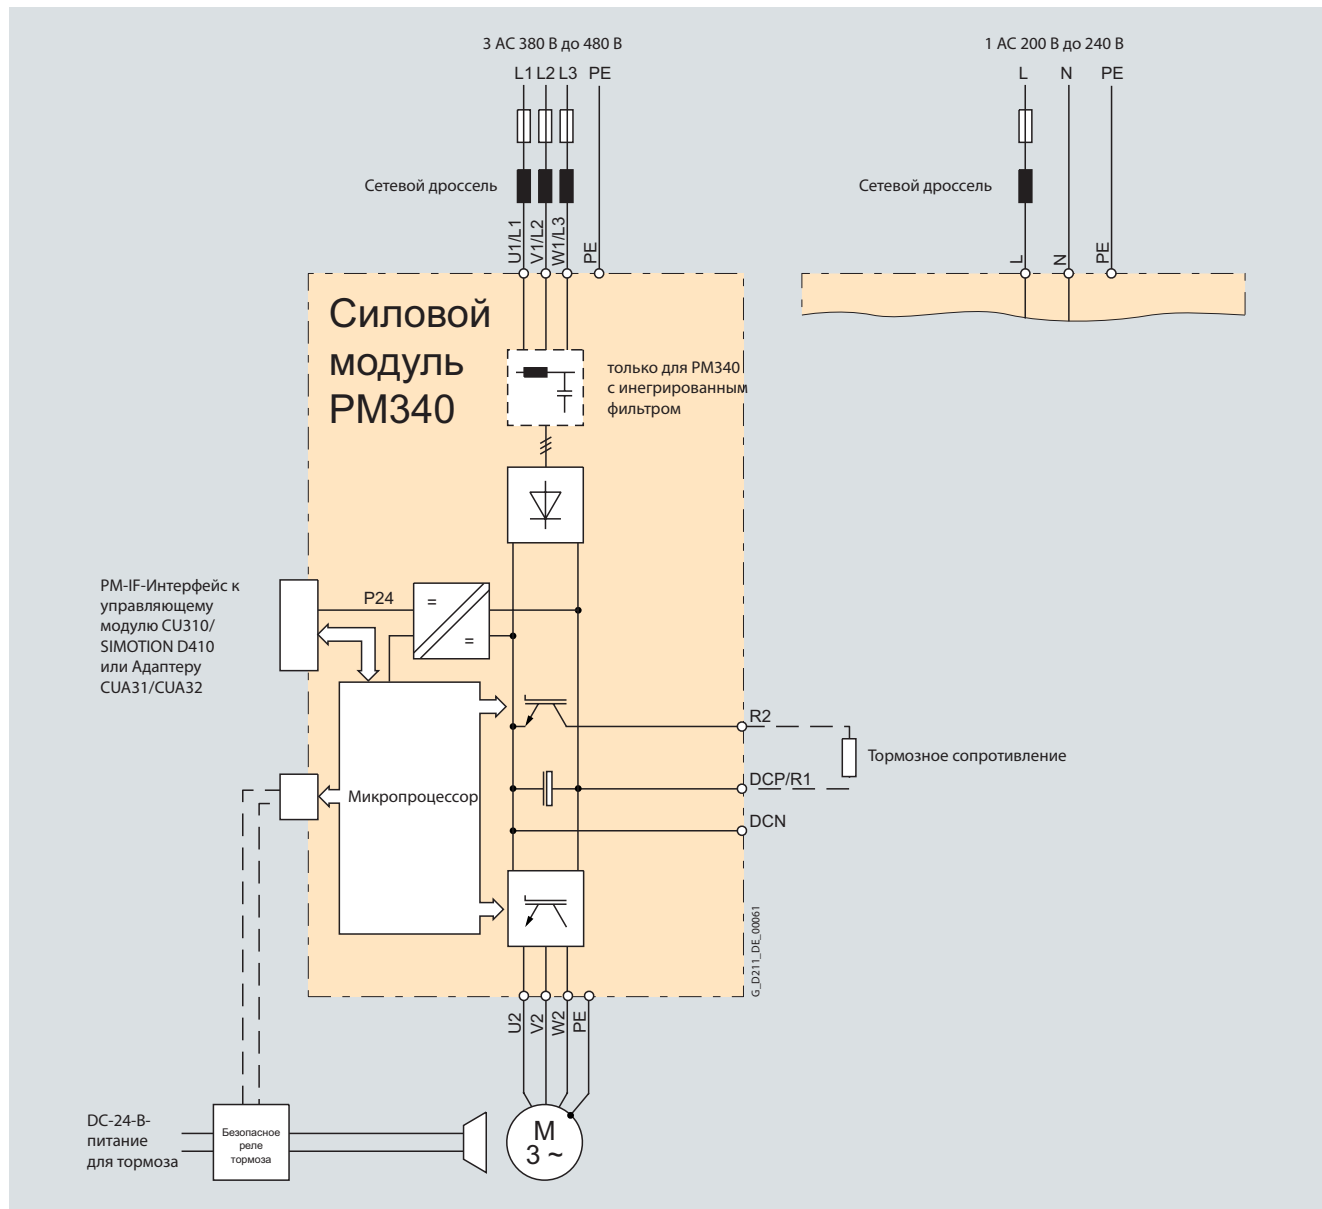 3 AC 380 В до 480 В
L1 L2 L3 PE
Сетевой дроссель
U1/L1
V1/L2
W1/L3
PE
1 AC 200 В до 240 В
L N PE
Сетевой дроссель
L
N
PE
Силовой
модуль
PM340
только для PM340
с инегрированным
фильтром
PM-IF-Интерфейс к
управляющему
модулю CU310/
SIMOTION D410
или Адаптеру
CUA31/CUA32
P24
=
=
R2
Тормозное сопротивление
DCP/R1
DCN
Микропроцессор
G_D211_DE_00061
U2
V2
W2
PE
DC-24-В-
питание
для тормоза
Безопасное
реле
тормоза
M
3 ~